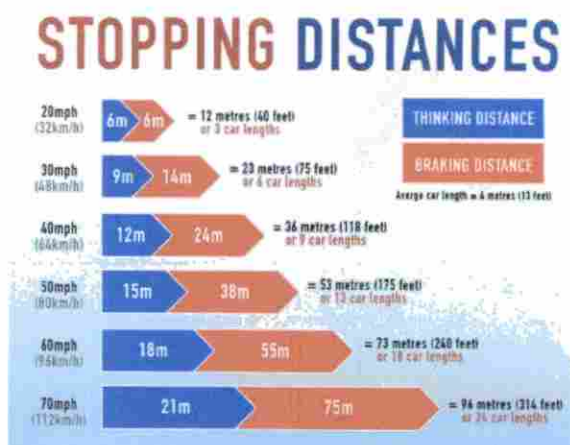 STOPPING DISTANCES
20mph
(32km/h)
6m 6m
= 12 metres (40 feet)
or 3 car lengths
THINKING DISTANCE
BRAKING DISTANCE
Averge car length = 4 metres (13 feet)
30mph
(48km/h)
9m 14m
= 23 metres (75 feet)
or 6 car lengths
40mph
(64km/h)
12m 24m
= 36 metres (118 feet)
or 9 car lengths
50mph
(80km/h)
15m 38m
= 53 metres (175 feet)
or 13 car lengths
60mph
(96km/h)
18m 55m
= 73 metres (240 feet)
or 18 car lengths
70mph
(112km/h)
21m 75m
= 96 metres (314 feet)
or 24 car lengths